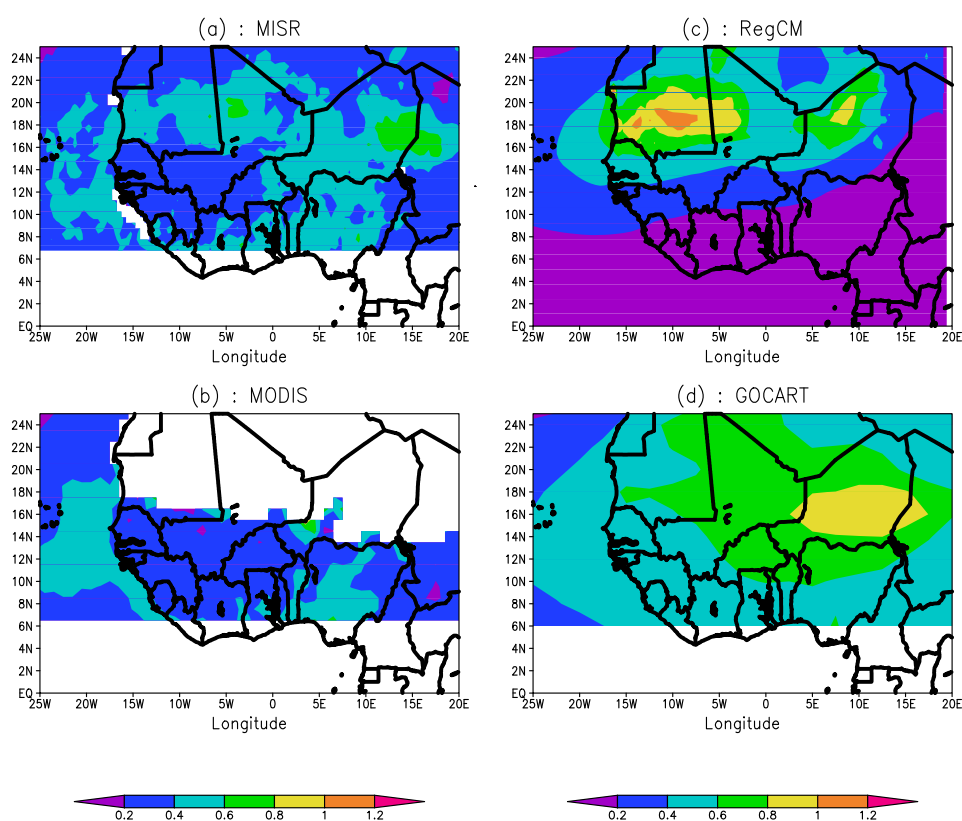 (a) : MISR
24N
22N
20N
18N
16N
14N
12N
10N
8N
6N
4N
2N
EQ
25W 20W 15W 10W 5W 0 5E 10E 15E 20E
Longitude
(c) : RegCM
24N
22N
20N
18N
16N
14N
12N
10N
8N
6N
4N
2N
EQ
25W 20W 15W 10W 5W 0 5E 10E 15E 20E
Longitude
(b) : MODIS
24N
22N
20N
18N
16N
14N
12N
10N
8N
6N
4N
2N
EQ
25W 20W 15W 10W 5W 0 5E 10E 15E 20E
Longitude
(d) : GOCART
24N
22N
20N
18N
16N
14N
12N
10N
8N
6N
4N
2N
EQ
25W 20W 15W 10W 5W 0 5E 10E 15E 20E
Longitude
0.2 0.4 0.6 0.8 1 1.2
0.2 0.4 0.6 0.8 1 1.2